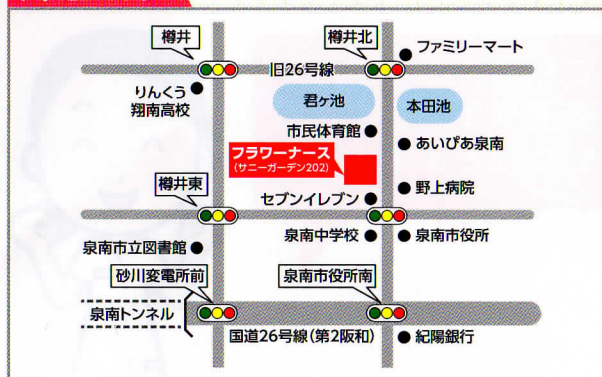 樽井
樽井北
ファミリーマート
旧26号線
りんくう
翔南高校
君ヶ池
本田池
市民体育館
あいぴあ泉南
フラワーナース
(サニーガーデン202)
野上病院
樽井東
セブンイレブン
泉南中学校
泉南市役所
泉南市立図書館
砂川変電所前
泉南市役所南
泉南トンネル
国道26号線(第2阪和)
紀陽銀行